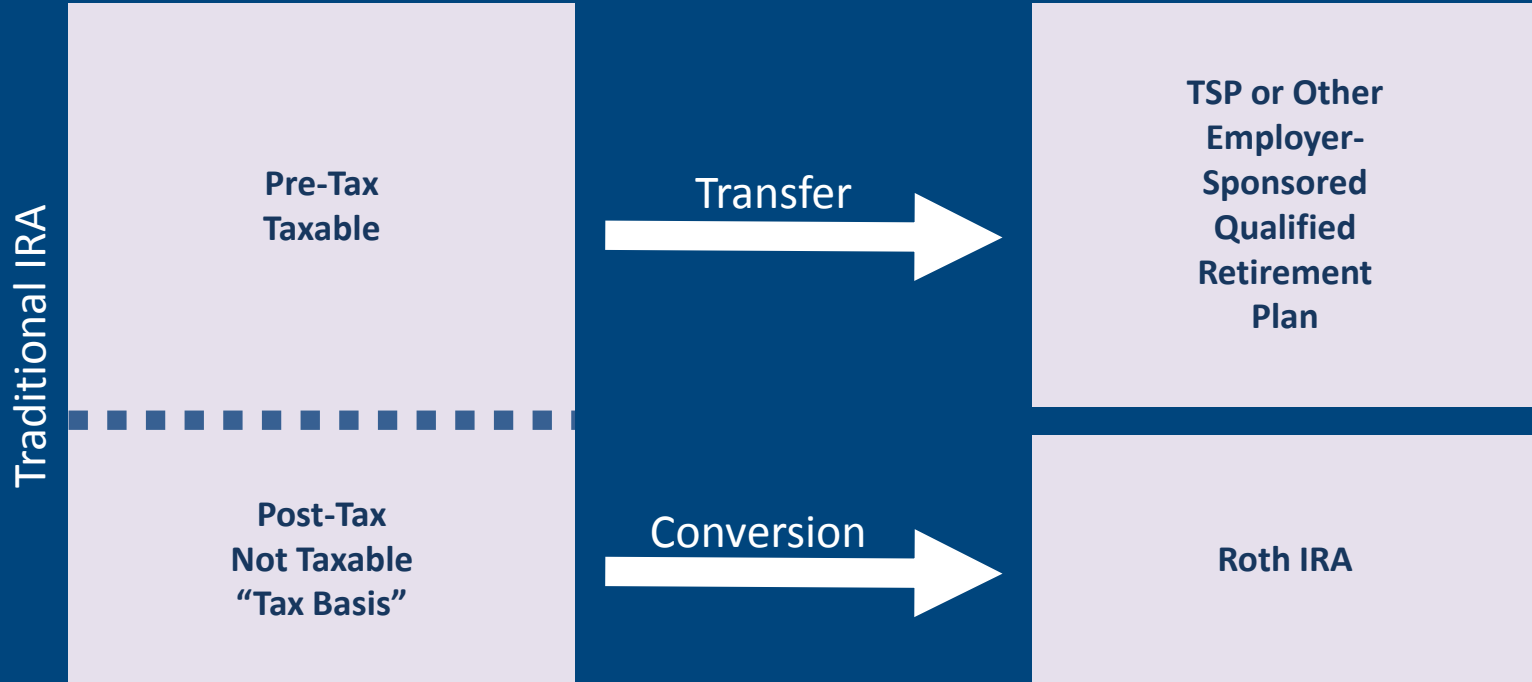 Traditional IRA
Pre-Tax
Taxable
Transfer
TSP or Other
Employer-
Sponsored
Qualified
Retirement
Plan
Post-Tax
Not Taxable
“Tax Basis”
Conversion
Roth IRA